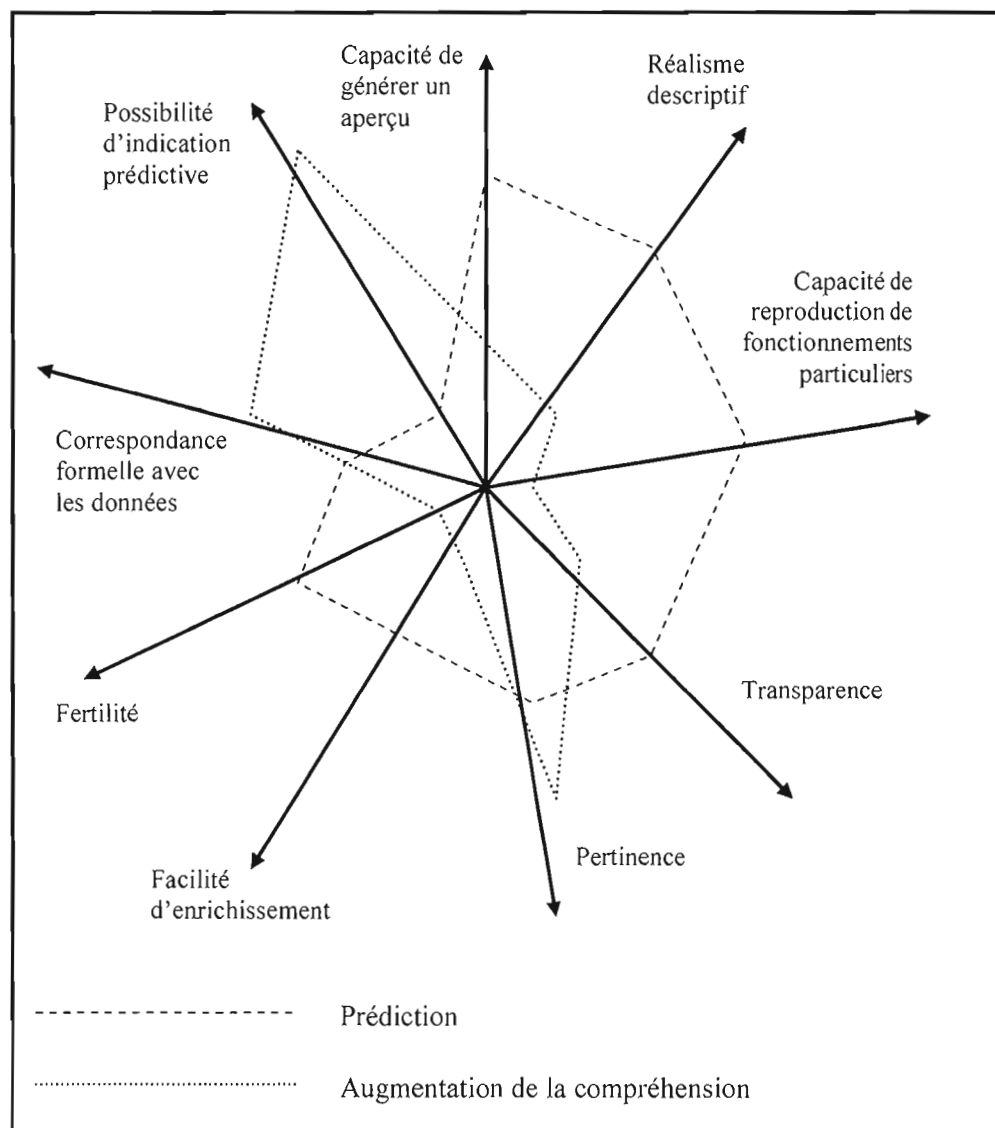 Capacité de
générer un
aperçu
Réalisme
descriptif
Possibilité
d'indication
prédictive
Capacité de
reproduction de
fonctionnements
particuliers
Correspondance
formelle avec
les données
Transparence
Fertilité
Pertinence
Facilité
d'enrichissement
Prédiction
Augmentation de la compréhension